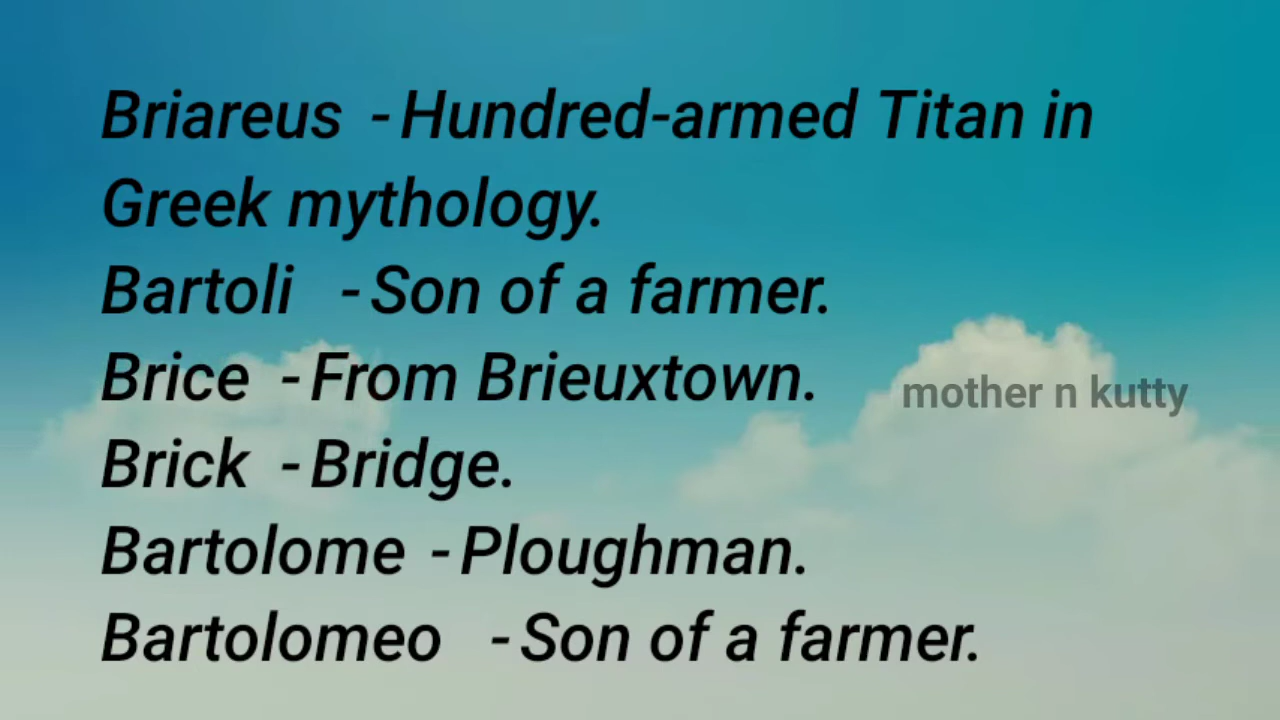 Briareus - Hundred-armed Titan in
Greek mythology.
Bartoli - Son of a farmer.
Brice - From Brieuxtown.
mother n kutty
Brick - Bridge.
Bartolome - Ploughman.
Bartolomeo - Son of a farmer.